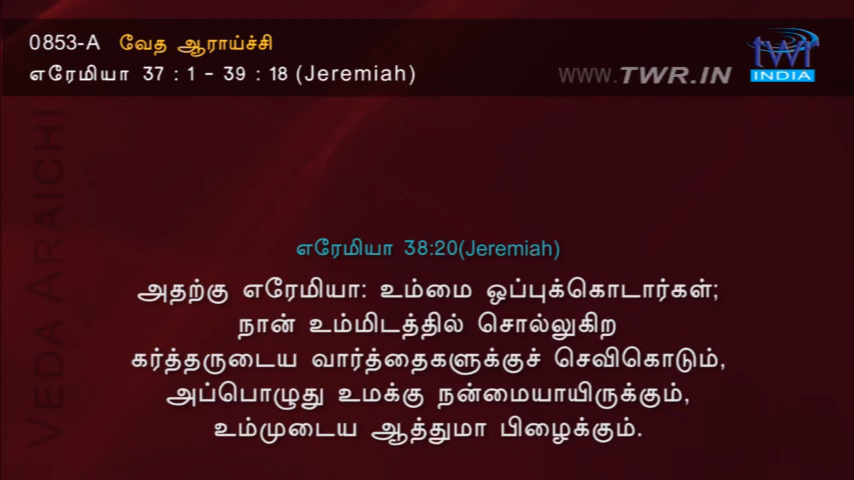 0853-A வேத ஆராய்ச்சி
எரேமியா 37 : 1 - 39 : 18 (Jeremiah)
WWW.TWR.IN
twr
INDIA
VEDA ARAICHI
எரேமியா 38:20(Jeremiah)
அதற்கு எரேமியா: உம்மை ஒப்புக்கொடார்கள்;
நான் உம்மிடத்தில் சொல்லுகிற
கர்த்தருடைய வார்த்தைகளுக்குச் செவிகொடும்,
அப்பொழுது உமக்கு நன்மையாயிருக்கும்,
உம்முடைய ஆத்துமா பிழைக்கும்.